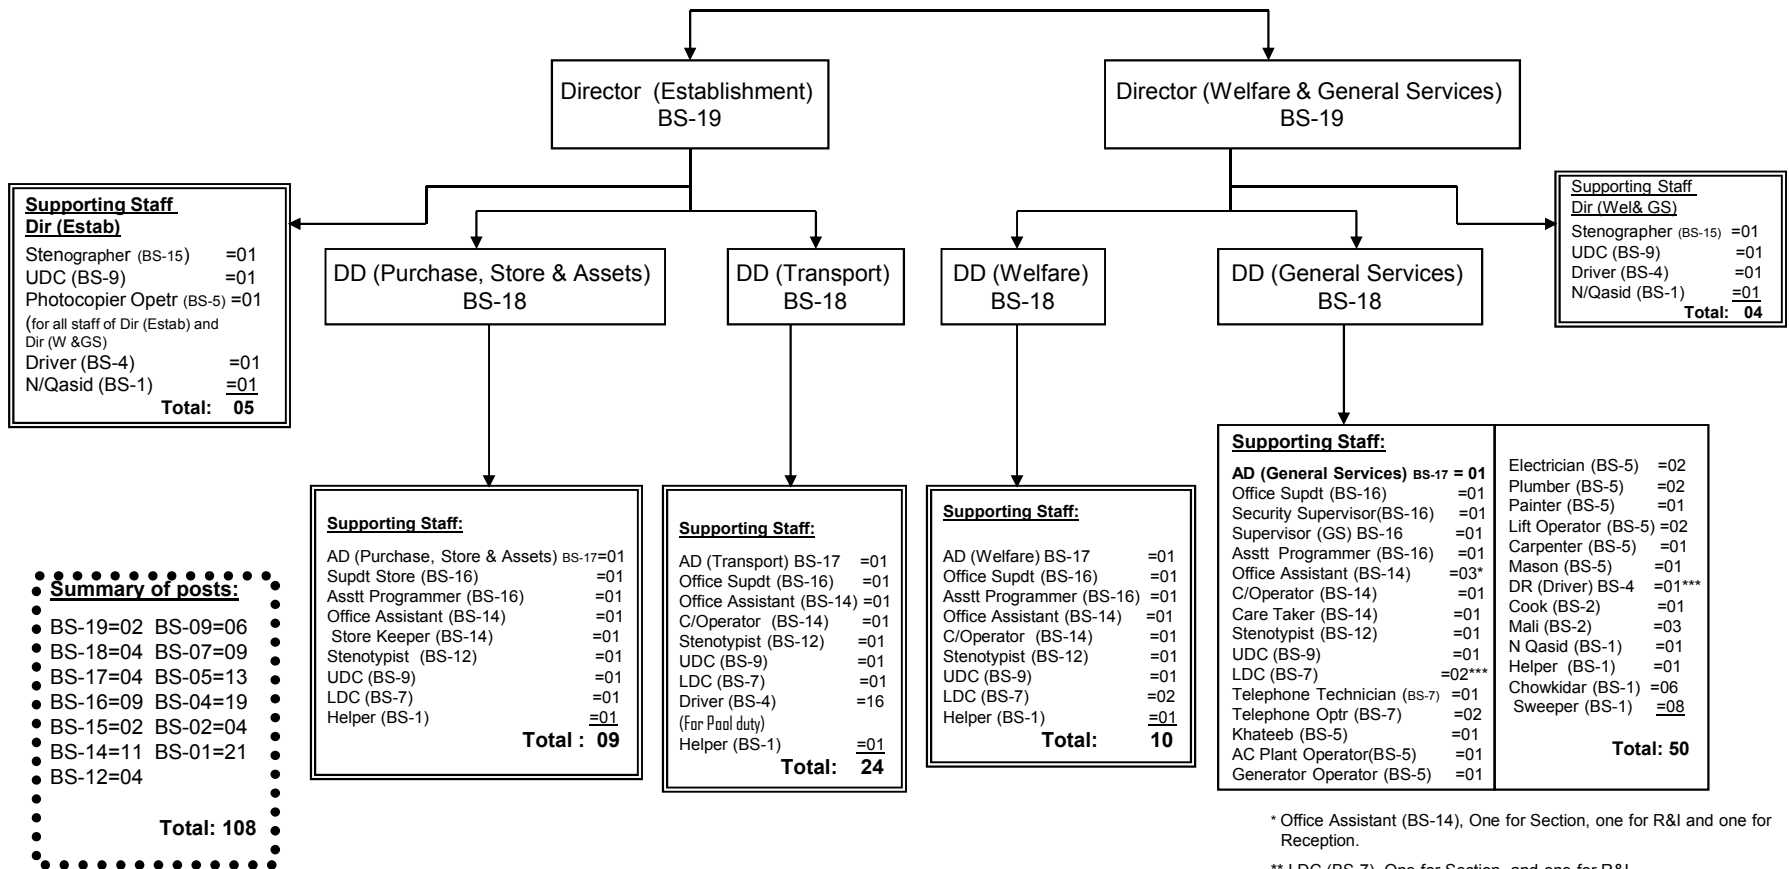 Director (Establishment)
BS-19
Director (Welfare & General Services)
BS-19
Supporting Staff
Dir (Estab)
Stenographer (BS-15) =01
UDC (BS-9) =01
Photocopier Opetr (BS-5) =01
(for all staff of Dir (Estab) and
Dir (W &GS)
Driver (BS-4) =01
N/Qasid (BS-1) =01
Total: 05
DD (Purchase, Store & Assets)
BS-18
DD (Transport)
BS-18
DD (Welfare)
BS-18
DD (General Services)
BS-18
Supporting Staff
Dir (Wel& GS)
Stenographer (BS-15) =01
UDC (BS-9) =01
Driver (BS-4) =01
N/Qasid (BS-1) =01
Total: 04
Summary of posts:
BS-19=02 BS-09=06
BS-18=04 BS-07=09
BS-17=04 BS-05=13
BS-16=09 BS-04=19
BS-15=02 BS-02=04
BS-14=11 BS-01=21
BS-12=04
Total: 108
Supporting Staff:
AD (Purchase, Store & Assets) BS-17=01
Supdt Store (BS-16) =01
Asstt Programmer (BS-16) =01
Office Assistant (BS-14) =01
Store Keeper (BS-14) =01
Stenotypist (BS-12) =01
UDC (BS-9) =01
LDC (BS-7) =01
Helper (BS-1) =01
Total : 09
Supporting Staff:
AD (Transport) BS-17 =01
Office Supdt (BS-16) =01
Office Assistant (BS-14) =01
C/Operator (BS-14) =01
Stenotypist (BS-12) =01
UDC (BS-9) =01
LDC (BS-7) =01
Driver (BS-4) =16
(For Pool duty)
Helper (BS-1) =01
Total: 24
Supporting Staff:
AD (Welfare) BS-17 =01
Office Supdt (BS-16) =01
Asstt Programmer (BS-16) =01
Office Assistant (BS-14) =01
C/Operator (BS-14) =01
Stenotypist (BS-12) =01
UDC (BS-9) =01
LDC (BS-7) =02
Helper (BS-1) =01
Total: 10
Supporting Staff:
AD (General Services) BS-17 = 01
Office Supdt (BS-16) =01
Security Supervisor(BS-16) =01
Supervisor (GS) BS-16 =01
Asstt Programmer (BS-16) =01
Office Assistant (BS-14) =03*
C/Operator (BS-14) =01
Care Taker (BS-14) =01
Stenotypist (BS-12) =01
UDC (BS-9) =01
LDC (BS-7) =02***
Telephone Technician (BS-7) =01
Telephone Optr (BS-7) =02
Khateeb (BS-5) =01
AC Plant Operator(BS-5) =01
Generator Operator (BS-5) =01
Electrician (BS-5) =02
Plumber (BS-5) =02
Painter (BS-5) =01
Lift Operator (BS-5) =02
Carpenter (BS-5) =01
Mason (BS-5) =01
DR (Driver) BS-4 =01***
Cook (BS-2) =01
Mali (BS-2) =03
N Qasid (BS-1) =01
Helper (BS-1) =01
Chowkidar (BS-1) =06
Sweeper (BS-1) =08
Total: 50
* Office Assistant (BS-14), One for Section, one for R&I and one for
Reception.
** LDC (BS-7), One for Section, and one for R&I